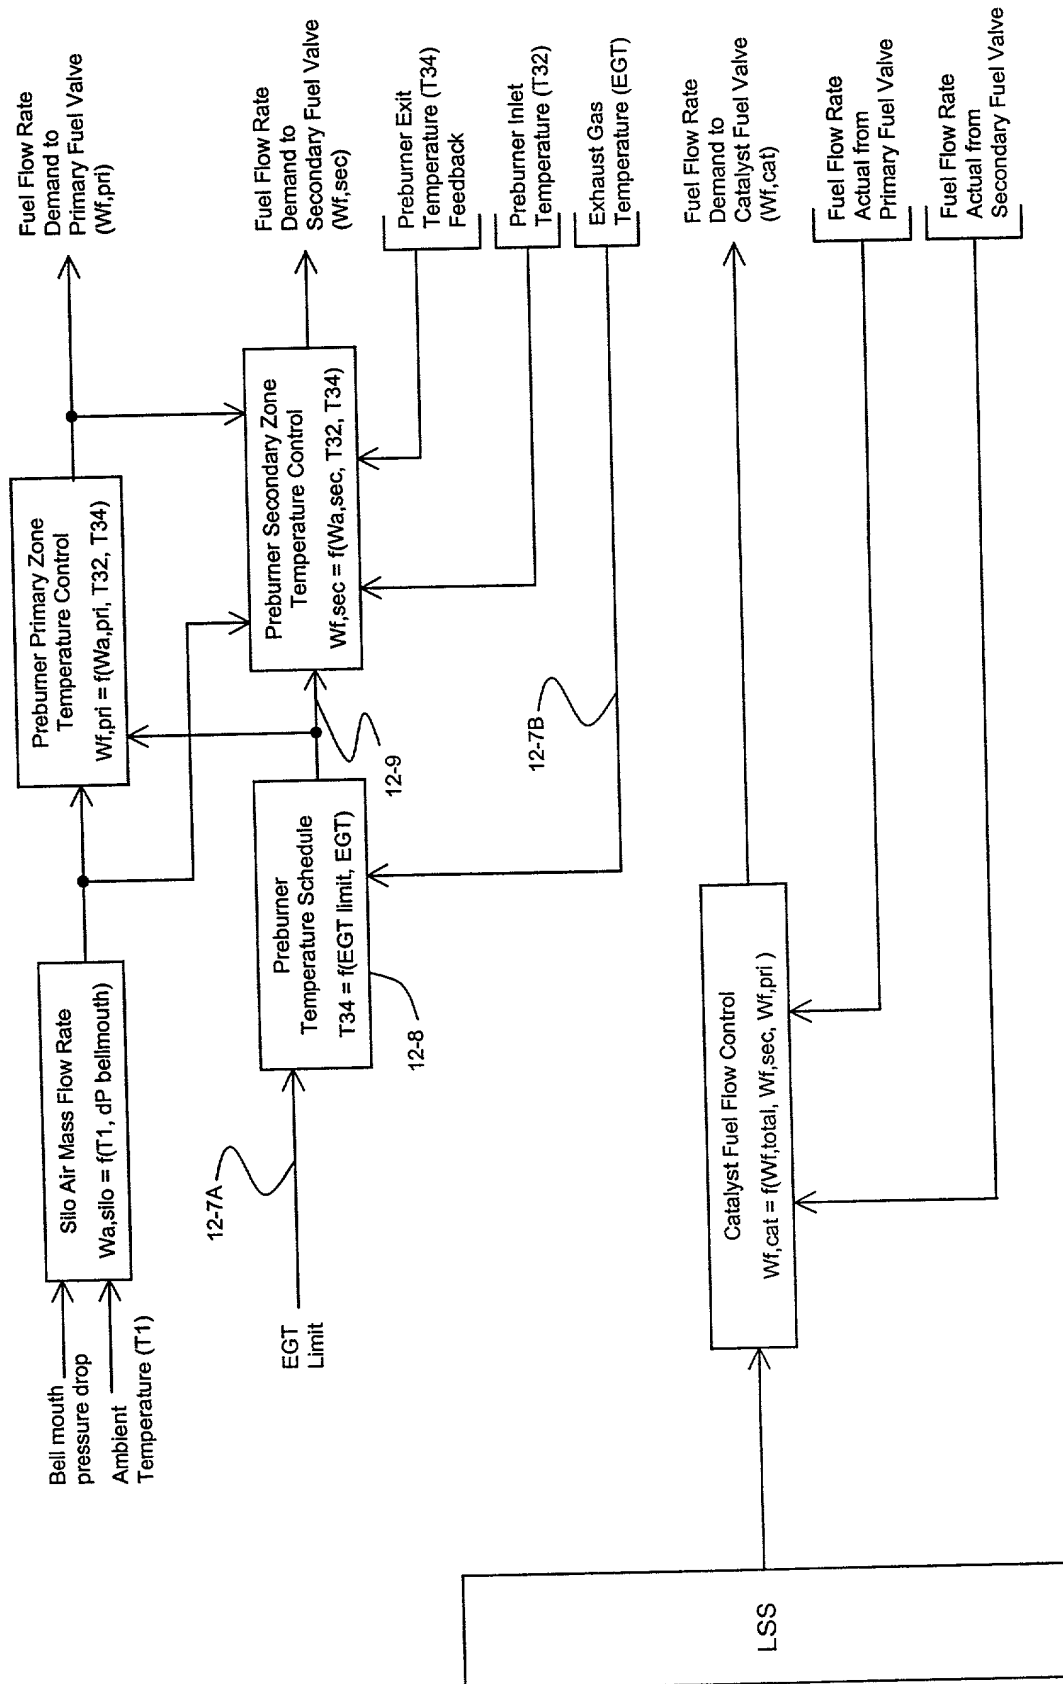 Bell mouth
pressure drop
Ambient
Temperature (T1)
Silo Air Mass Flow Rate
Wa,silo = f(T1, dP bellmouth)
Preburner Primary Zone
Temperature Control
Wf,pri = f(Wa,pri, T32, T34)
Fuel Flow Rate
Demand to
Primary Fuel Valve
(Wf,pri)
EGT
Limit
12-7A
Preburner
Temperature Schedule
T34 = f(EGT limit, EGT)
12-8
12-9
Preburner Secondary Zone
Temperature Control
Wf,sec = f(Wa,sec, T32, T34)
Fuel Flow Rate
Demand to
Secondary Fuel Valve
(Wf,sec)
Preburner Exit
Temperature (T34)
Feedback
Preburner Inlet
Temperature (T32)
12-7B
Exhaust Gas
Temperature (EGT)
LSS
Catalyst Fuel Flow Control
Wf,cat = f(Wf,total, Wf,sec, Wf,pri )
Fuel Flow Rate
Demand to
Catalyst Fuel Valve
(Wf,cat)
Fuel Flow Rate
Actual from
Primary Fuel Valve
Fuel Flow Rate
Actual from
Secondary Fuel Valve